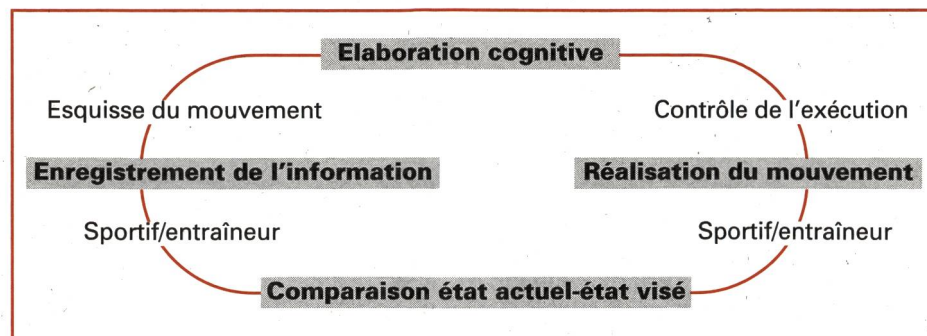 Elaboration cognitive
Esquisse du mouvement
Contrôle de l'exécution
Enregistrement de l'information
Réalisation du mouvement
Sportif/entraîneur
Sportif/entraîneur
Comparaison état actuel-état visé